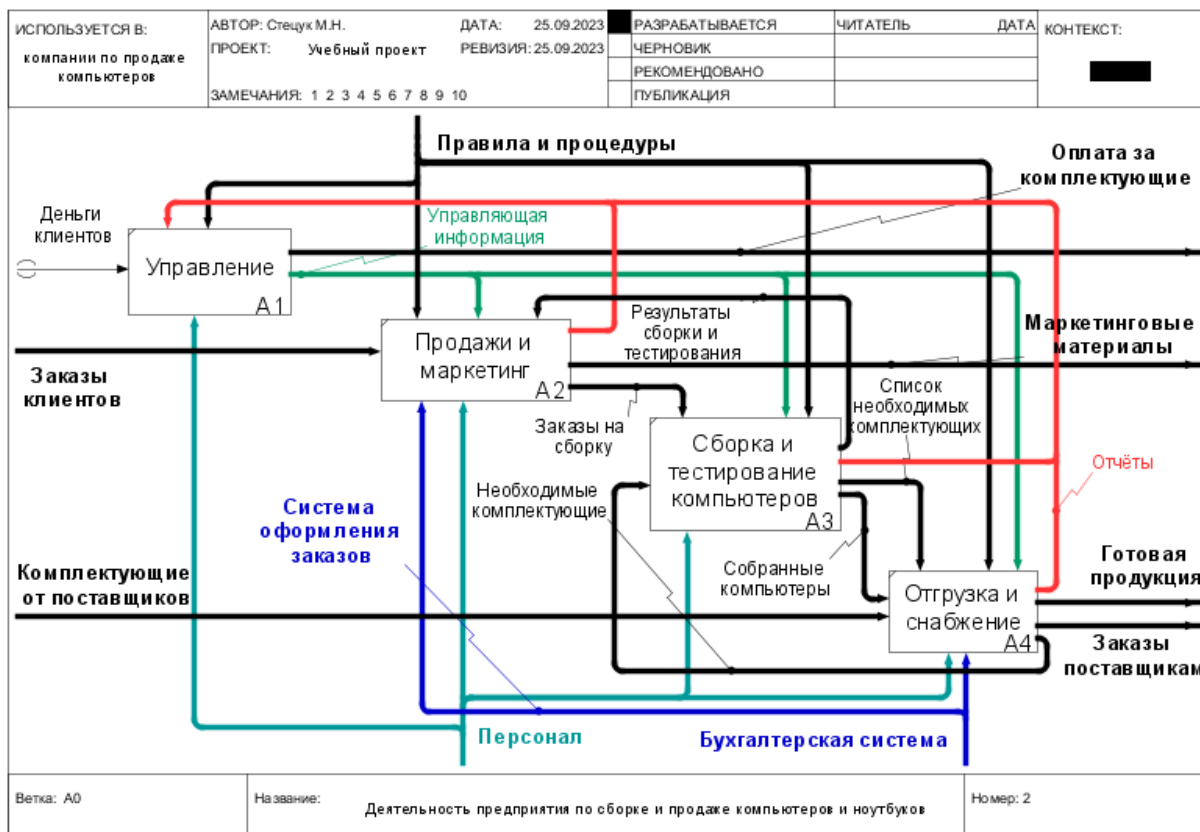 ИСПОЛЬЗУЕТСЯ В:
компании по продаже
компьютеров
АВТОР: Стецук М.Н.
ДАТА: 25.09.2023
ПРОЕКТ: Учебный проект
РЕВИЗИЯ: 25.09.2023
ЗАМЕЧАНИЯ: 1 2 3 4 5 6 7 8 9 10
РАЗРАБАТЫВАЕТСЯ
ЧЕРНОВИК
РЕКОМЕНДОВАНО
ПУБЛИКАЦИЯ
ЧИТАТЕЛЬ
ДАТА
КОНТЕКСТ:
Правила и процедуры
Оплата за
комплектующие
Деньги
клиентов
Управляющая
информация
Управление
A1
Результаты
сборки и
тестирования
Маркетинговые
материалы
Продажи и
маркетинг
A2
Заказы
клиентов
Список
необходимых
комплектующих
Заказы на
сборку
Сборка и
тестирование
компьютеров
A3
Отчёты
Необходимые
комплектующие
Система
оформления
заказов
Собранные
компьютеры
Готовая
продукция
Комплектующие
от поставщиков
Отгрузка и
снабжение
A4
Заказы
поставщикам
Персонал
Бухгалтерская система
Ветка: A0
Название:
Деятельность предприятия по сборке и продаже компьютеров и ноутбуков
Номер: 2